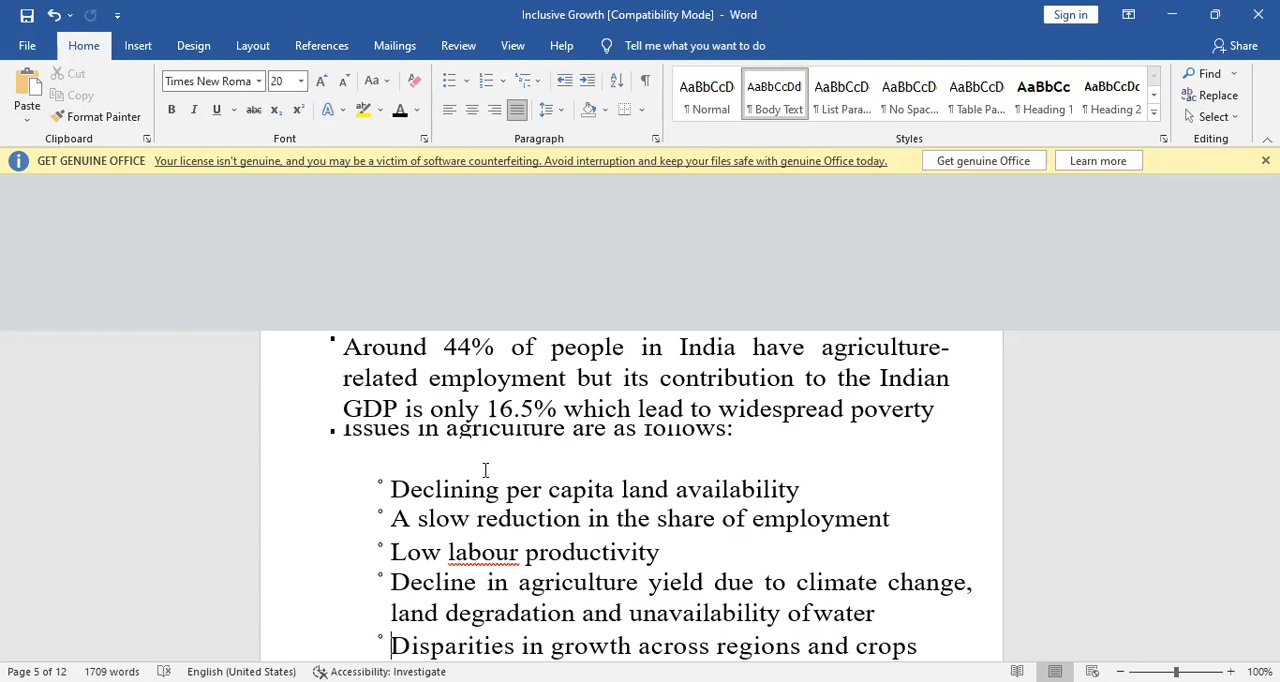 Inclusive Growth [Compatibility Mode] - Word
Sign in
File Home Insert Design Layout References Mailings Review View Help Tell me what you want to do Share
Paste
Cut
Copy
Format Painter
Clipboard
Times New Roma 20
Aa
B I U abc x₂ x² A A
Font
Paragraph
AaBbCcD AaBbCcDd AaBbCcD AaBbCcD AaBbCcD AaBbCc AaBbCcDc
¶ Normal ¶ Body Text ¶ List Para... ¶ No Spac... ¶ Table Pa... ¶ Heading 1 ¶ Heading 2
Styles
Find
Replace
Select
Editing
GET GENUINE OFFICE Your license isn't genuine, and you may be a victim of software counterfeiting. Avoid interruption and keep your files safe with genuine Office today. Get genuine Office Learn more
Around 44% of people in India have agriculture-
related employment but its contribution to the Indian
GDP is only 16.5% which lead to widespread poverty
Issues in agriculture are as follows:
° Declining per capita land availability
° A slow reduction in the share of employment
° Low labour productivity
° Decline in agriculture yield due to climate change,
land degradation and unavailability ofwater
° Disparities in growth across regions and crops
Page 5 of 12 1709 words English (United States) Accessibility: Investigate 100%